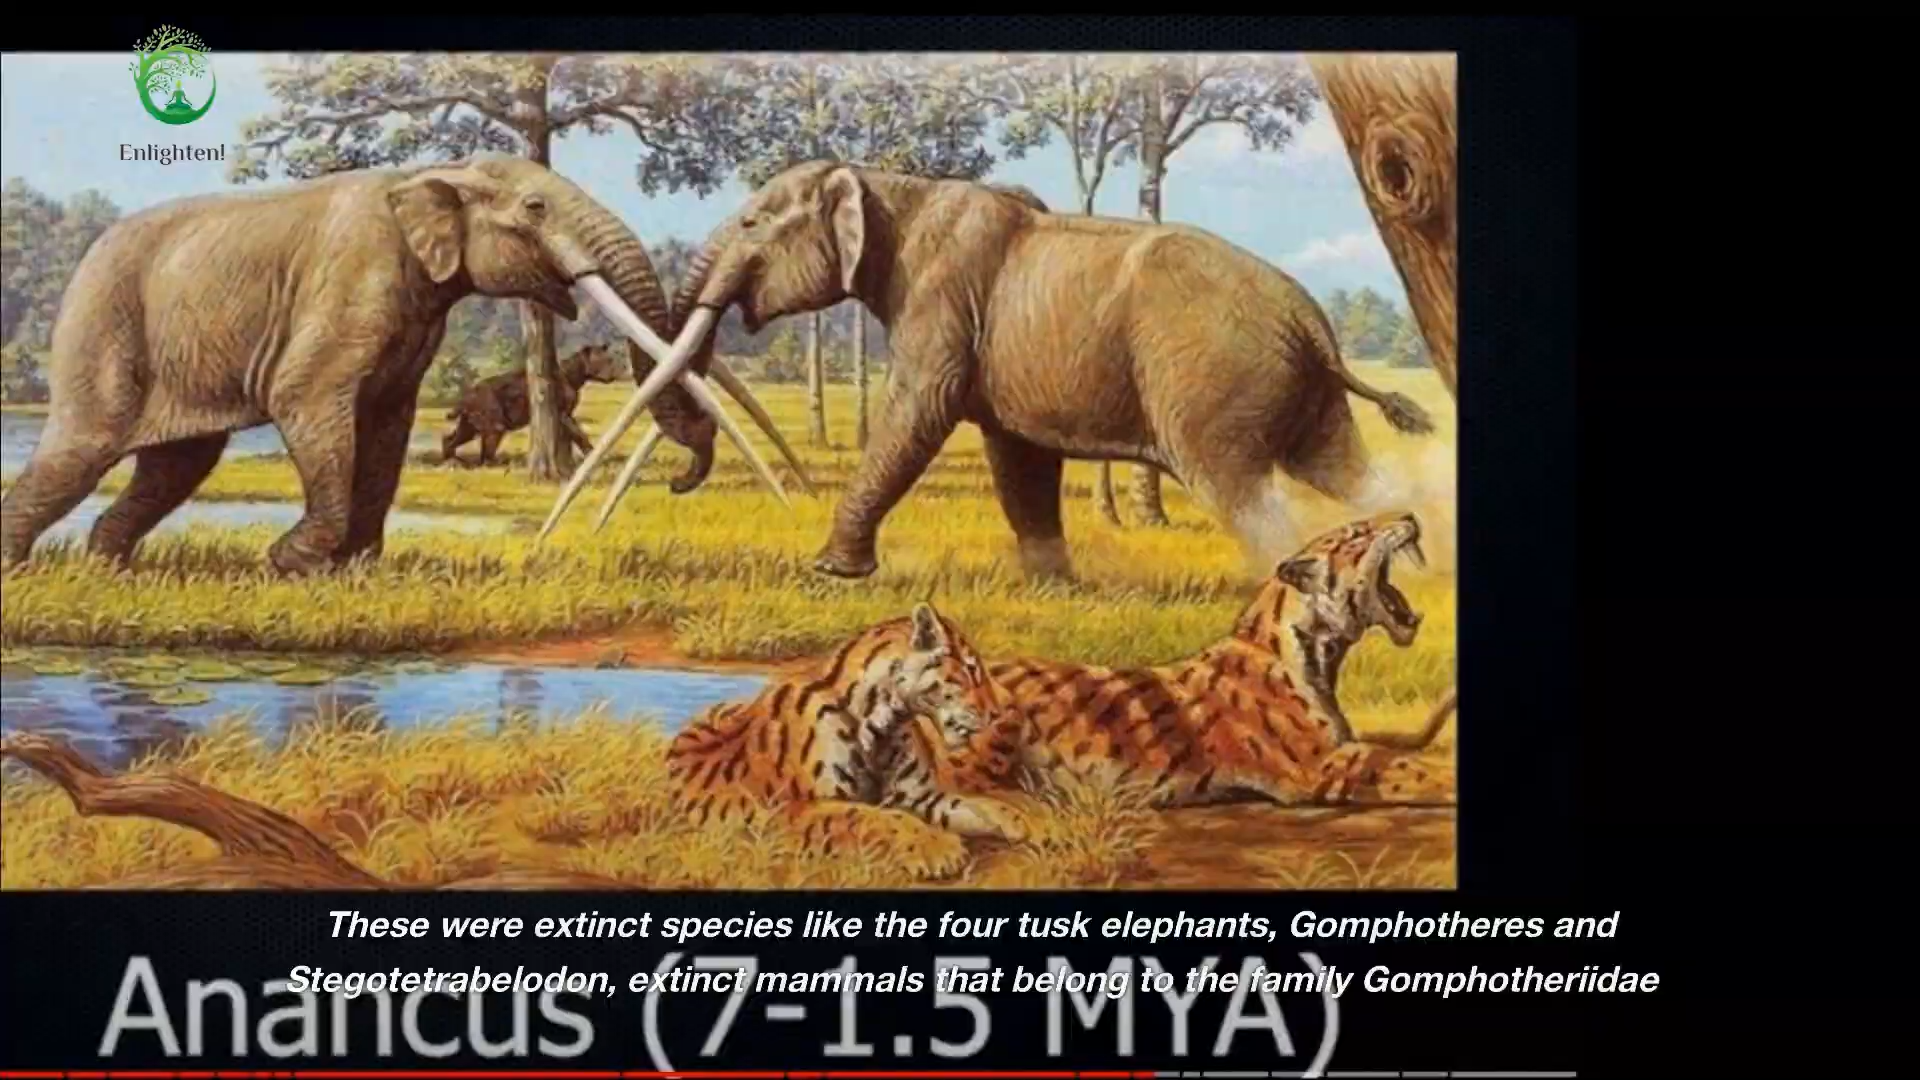 Enlighten!
These were extinct species like the four tusk elephants, Gomphotheres and
Stegotetrabelodon, extinct mammals that belong to the family Gomphotheriidae
Anancus (7-1.5 MYA)